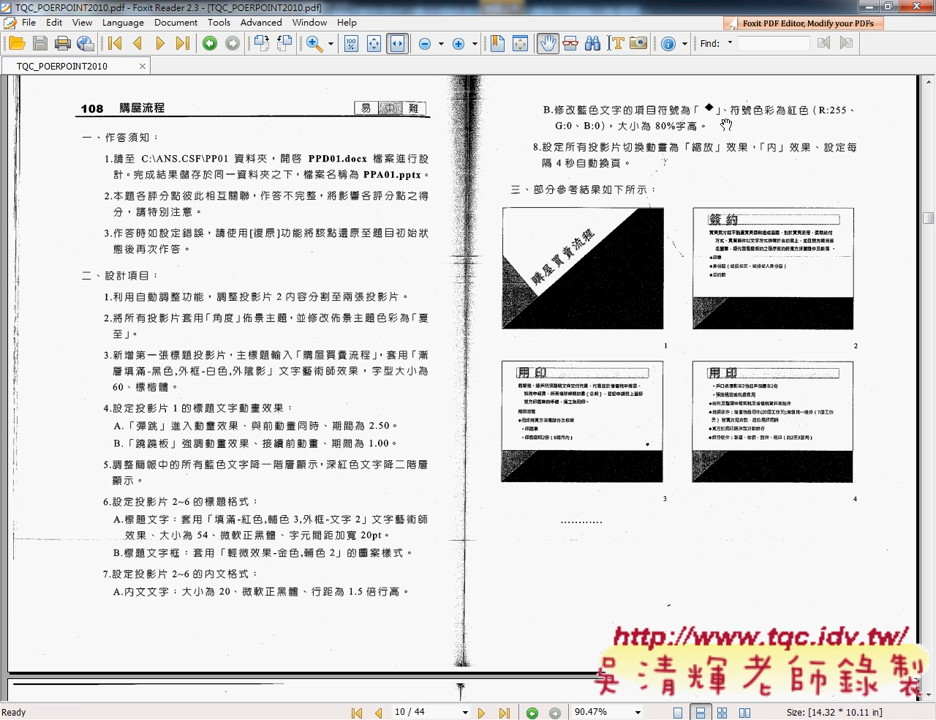 TQC_POERPOINT2010.pdf - Foxit Reader 2.3 - [TQC_POERPOINT2010.pdf]
File Edit View Language Document Tools Advanced Window Help
Foxit PDF Editor, Modify your PDFs
Find:
TQC_POERPOINT2010
108 購屋流程
易 中 難
一、作答須知：
1.請至 C:\ANS.CSF\PP01 資料夾，開啟 PPD01.docx 檔案進行設
計。完成結果儲存於同一資料夾之下，檔案名稱為 PPA01.pptx。
2.本題各評分點彼此相互關聯，作答不完整，將影響各評分點之得
分，請特別注意。
3.作答時如設定錯誤，請使用[復原]功能將該點還原至題目初始狀
態後再次作答。
二、設計項目：
1.利用自動調整功能，調整投影片 2 內容分割至兩張投影片。
2.將所有投影片套用「角度」佈景主題，並修改佈景主題色彩為「夏
至」。
3.新增第一張標題投影片，主標題輸入「購屋買賣流程」，套用「漸
層填滿-黑色,外框-白色,外陰影」文字藝術師效果，字型大小為
60、標楷體。
4.設定投影片 1 的標題文字動畫效果：
A.「彈跳」進入動畫效果、與前動畫同時、期間為 2.50。
B.「蹺蹺板」強調動畫效果、接續前動畫、期間為 1.00。
5.調整簡報中的所有藍色文字降一階層顯示，深紅色文字降二階層
顯示。
6.設定投影片 2~6 的標題格式：
A.標題文字：套用「填滿-紅色,輔色 3,外框-文字 2」文字藝術師
效果、大小為 54、微軟正黑體、字元間距加寬 20pt。
B.標題文字框：套用「輕微效果-金色,輔色 2」的圖案樣式。
7.設定投影片 2~6 的內文格式：
A.內文文字：大小為 20、微軟正黑體、行距為 1.5 倍行高。
B.修改藍色文字的項目符號為「◆」、符號色彩為紅色（R:255、
G:0、B:0），大小為 80%字高。
8.設定所有投影片切換動畫為「縮放」效果，「內」效果、設定每
隔 4 秒自動換頁。
三、部分參考結果如下所示：
購屋買賣流程
1
簽約
2
用印
3
用印
4
............
http://www.tqc.idv.tw/
吳清輝老師錄製
Ready
10 / 44
90.47%
Size: [14.32 * 10.11 in]